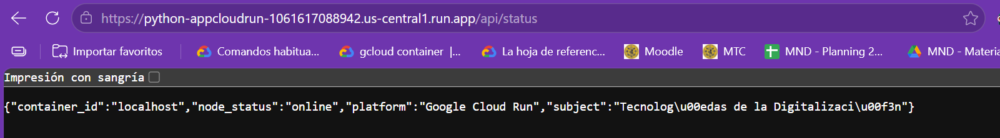 https://python-appcloudrun-1061617088942.us-central1.run.app/api/status
Importar favoritos Comandos habitua... gcloud container |... La hoja de referenc... Moodle MTC MND - Planning 2... MND - Materia
Impresión con sangría
{"container_id":"localhost","node_status":"online","platform":"Google Cloud Run","subject":"Tecnolog\u00edas de la Digitalizaci\u00f3n"}